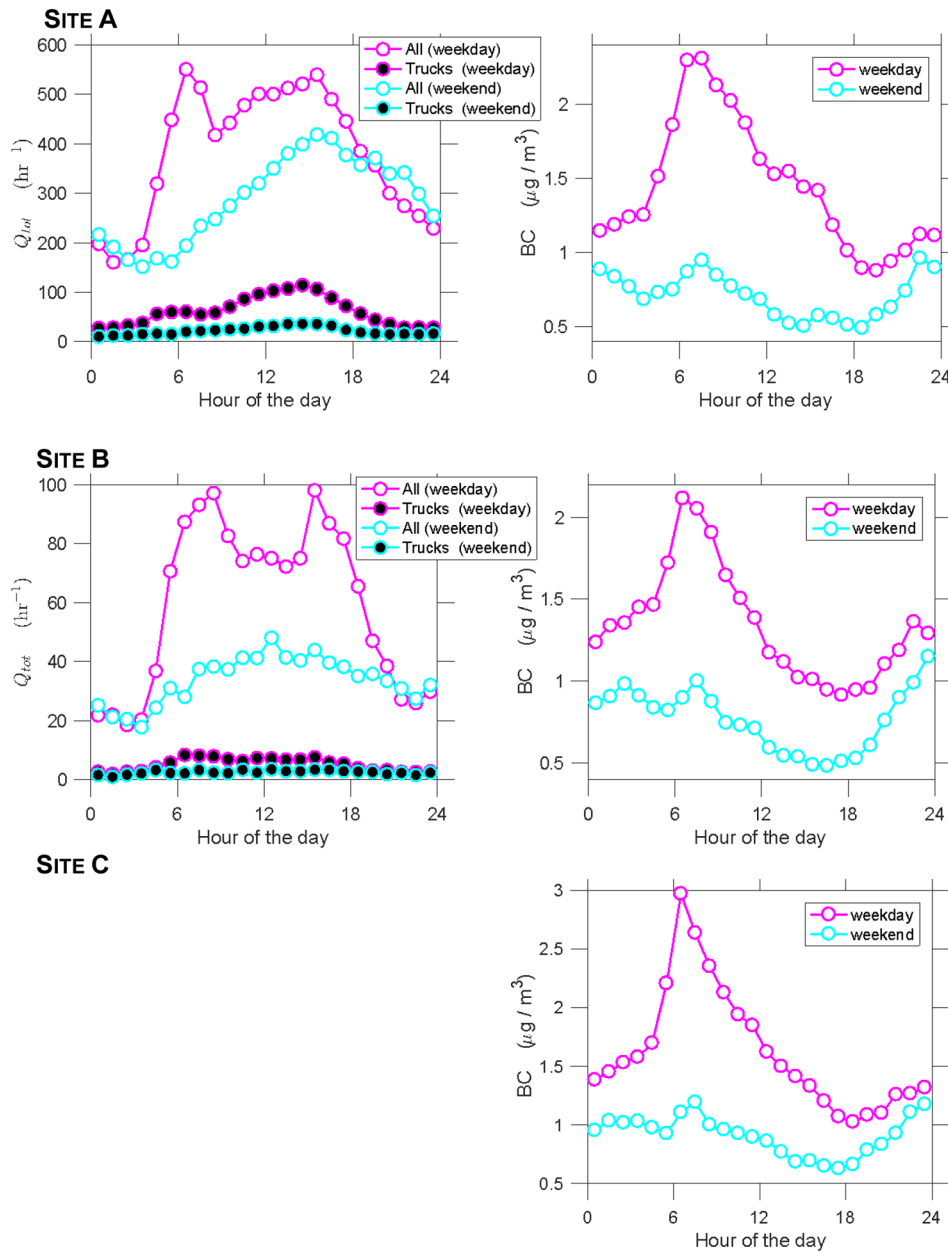 SITE A
600
500
400
300
200
100
0
Q_tot (hr⁻¹)
All (weekday)
Trucks (weekday)
All (weekend)
Trucks (weekend)
0 6 12 18 24
Hour of the day
2
1.5
1
0.5
BC (μg / m³)
weekday
weekend
0 6 12 18 24
Hour of the day
SITE B
100
80
60
40
20
0
Q_tot (hr⁻¹)
All (weekday)
Trucks (weekday)
All (weekend)
Trucks (weekend)
0 6 12 18 24
Hour of the day
2
1.5
1
0.5
BC (μg / m³)
weekday
weekend
0 6 12 18 24
Hour of the day
SITE C
3
2.5
2
1.5
1
0.5
BC (μg / m³)
weekday
weekend
0 6 12 18 24
Hour of the day